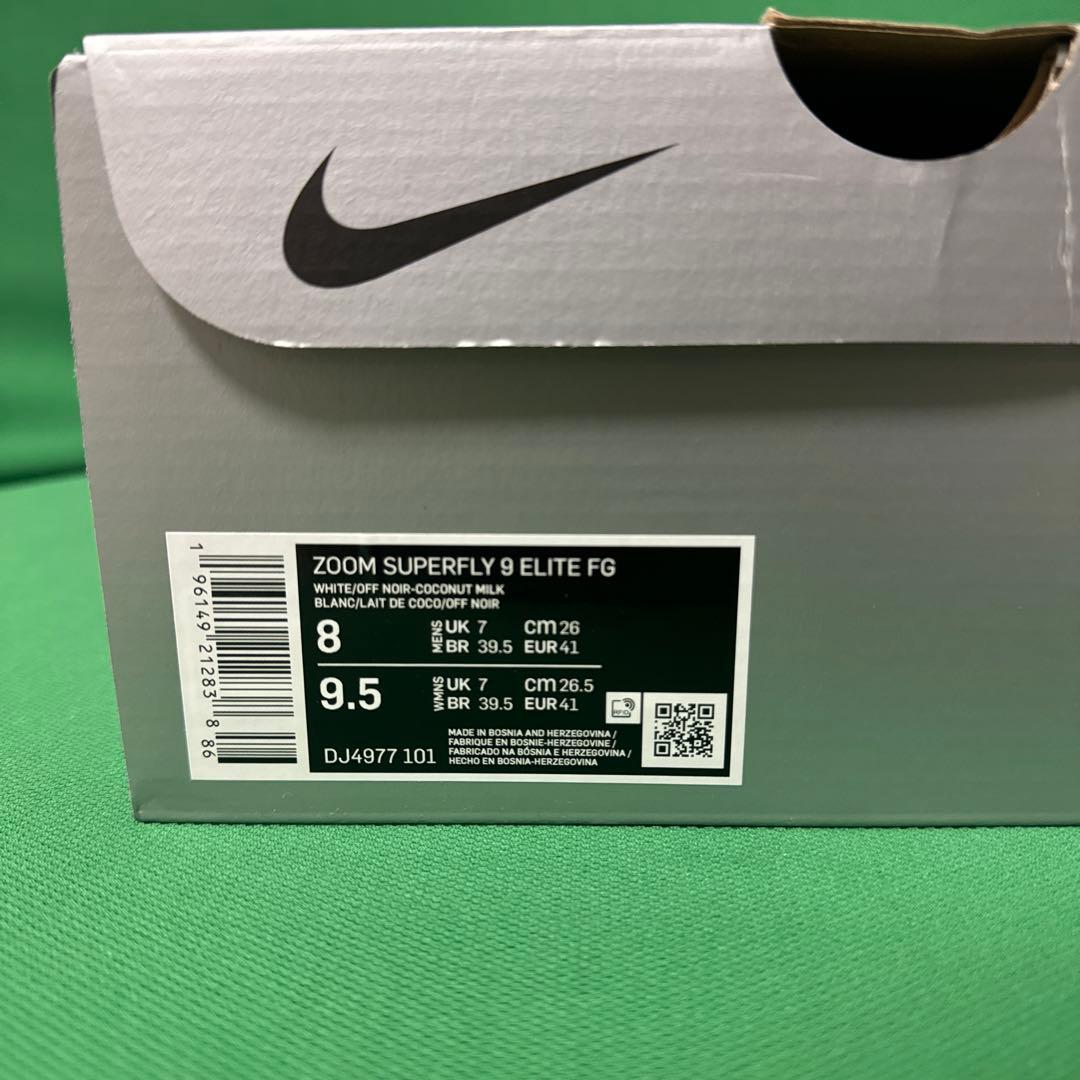 ZOOM SUPERFLY 9 ELITE FG
WHITE/OFF NOIR-COCONUT MILK
BLANC/LAIT DE COCO/OFF NOIR
8 MENS UK 7 cm 26
BR 39.5 EUR 41
9.5 WMNS UK 7 cm 26.5
BR 39.5 EUR 41
RFID
DJ4977 101
MADE IN BOSNIA AND HERZEGOVINA /
FABRIQUE EN BOSNIE-HERZEGOVINE /
FABRICADO NA BÓSNIA E HERZEGOVINA /
HECHO EN BOSNIA-HERZEGOVINA
1 96149 21283 8 86